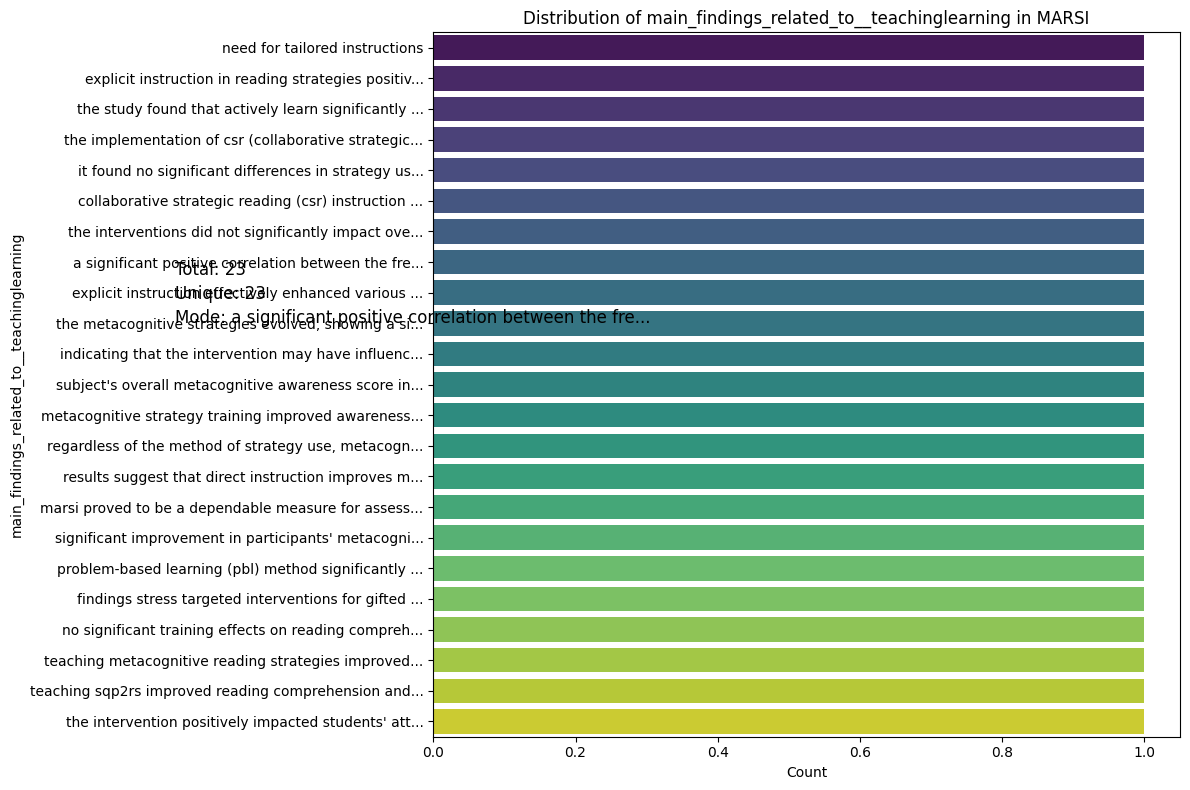 Distribution of main_findings_related_to__teachinglearning in MARSI
need for tailored instructions
explicit instruction in reading strategies positiv...
the study found that actively learn significantly ...
the implementation of csr (collaborative strategic...
it found no significant differences in strategy us...
collaborative strategic reading (csr) instruction ...
the interventions did not significantly impact ove...
a significant positive correlation between the fre...
Total: 23
explicit instruction effectively enhanced various ...
Unique: 23
the metacognitive strategies evolved, showing a si...
Mode: a significant positive correlation between the fre...
indicating that the intervention may have influenc...
subject's overall metacognitive awareness score in...
metacognitive strategy training improved awareness...
regardless of the method of strategy use, metacogn...
results suggest that direct instruction improves m...
marsi proved to be a dependable measure for assess...
significant improvement in participants' metacogni...
problem-based learning (pbl) method significantly ...
findings stress targeted interventions for gifted ...
no significant training effects on reading compreh...
teaching metacognitive reading strategies improved...
teaching sqp2rs improved reading comprehension and...
the intervention positively impacted students' att...
main_findings_related_to__teachinglearning
0.0 0.2 0.4 0.6 0.8 1.0
Count